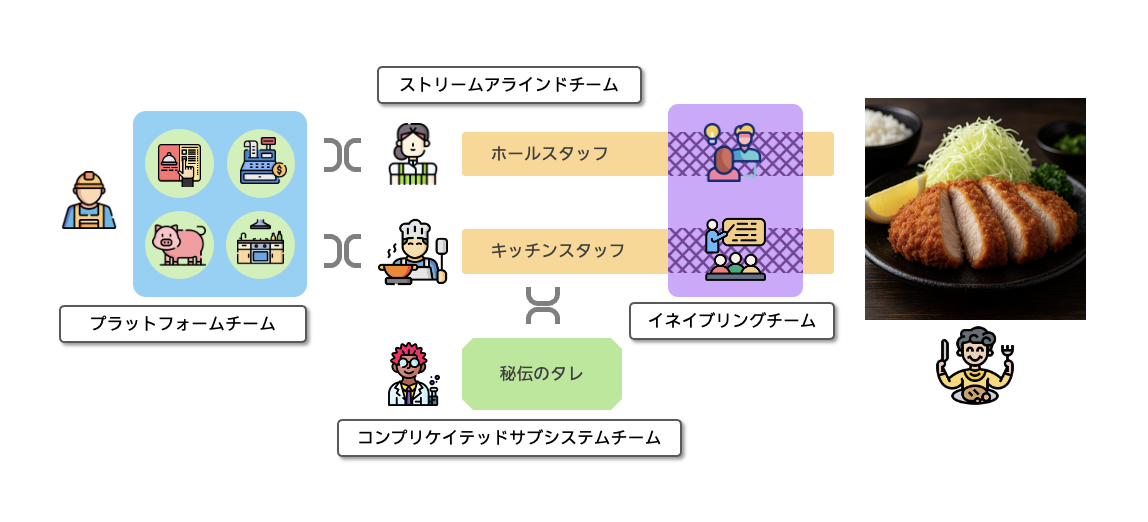 ストリームアラインドチーム
ホールスタッフ
キッチンスタッフ
プラットフォームチーム
イネイブリングチーム
秘伝のタレ
コンプリケイテッドサブシステムチーム